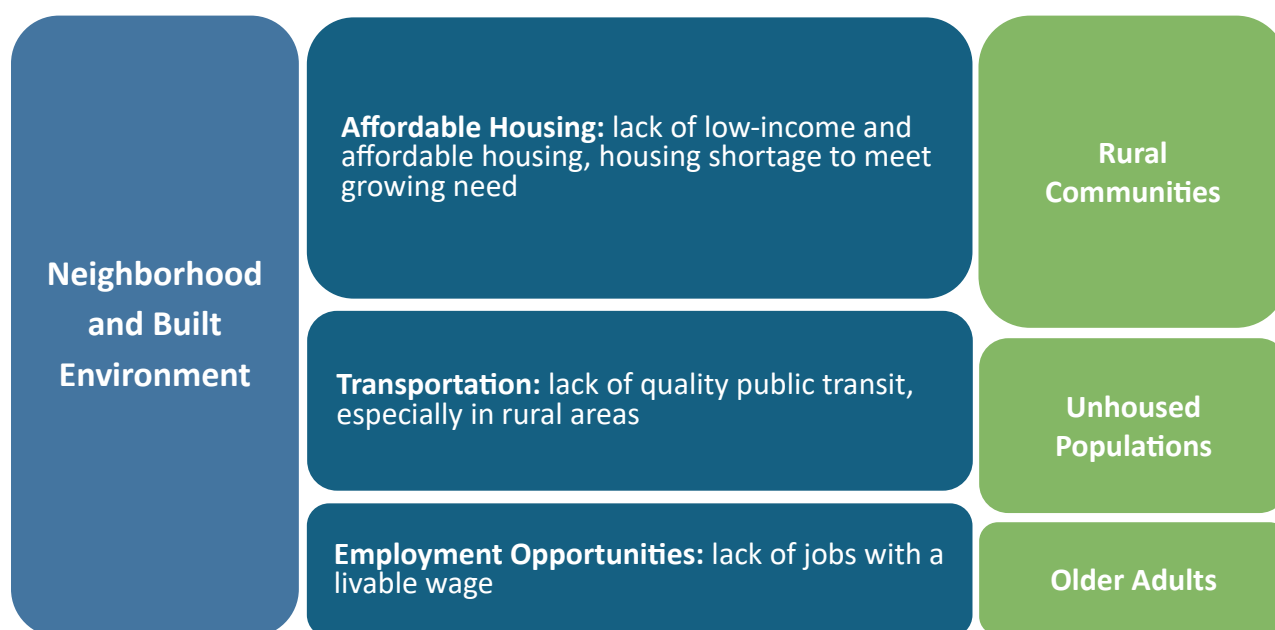 Neighborhood
and Built
Environment
Affordable Housing: lack of low-income and
affordable housing, housing shortage to meet
growing need
Transportation: lack of quality public transit,
especially in rural areas
Employment Opportunities: lack of jobs with a
livable wage
Rural
Communities
Unhoused
Populations
Older Adults